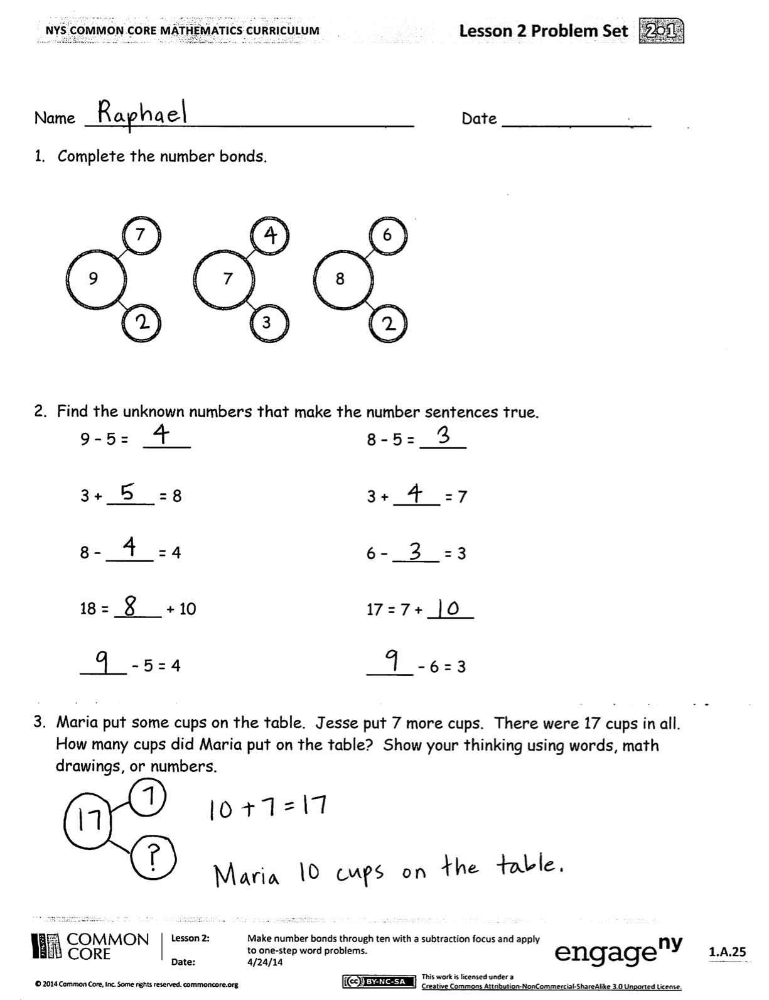 NYS COMMON CORE MATHEMATICS CURRICULUM Lesson 2 Problem Set 2•1
Name Raphael Date
1. Complete the number bonds.
7 4 6
9 7 8
2 3 2
2. Find the unknown numbers that make the number sentences true.
9 - 5 = 4 8 - 5 = 3
3 + 5 = 8 3 + 4 = 7
8 - 4 = 4 6 - 3 = 3
18 = 8 + 10 17 = 7 + 10
9 - 5 = 4 9 - 6 = 3
3. Maria put some cups on the table. Jesse put 7 more cups. There were 17 cups in all.
How many cups did Maria put on the table? Show your thinking using words, math
drawings, or numbers.
7
17 10 + 7 = 17
?
Maria 10 cups on the table.
COMMON CORE
Lesson 2: Make number bonds through ten with a subtraction focus and apply
to one-step word problems.
Date: 4/24/14
engage ny 1.A.25
© 2014 Common Core, Inc. Some rights reserved. commoncore.org
(cc) BY-NC-SA
This work is licensed under a
Creative Commons Attribution-NonCommercial-ShareAlike 3.0 Unported License.